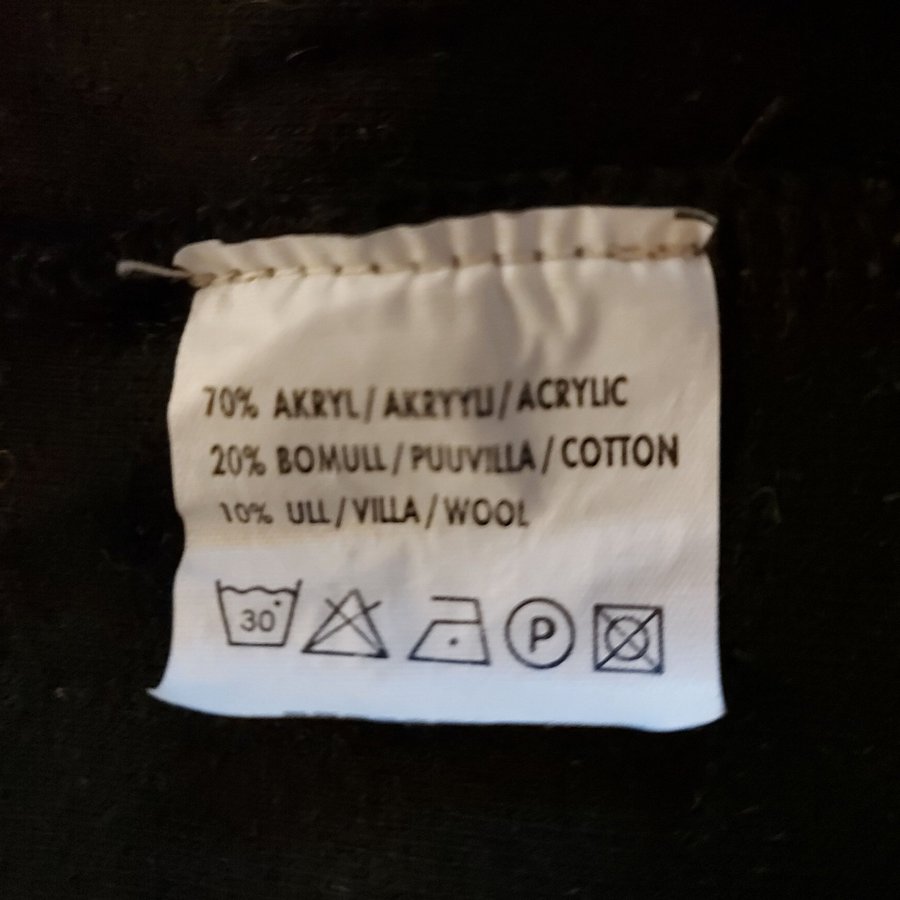 70% AKRYL/AKRYYLI/ACRYLIC
20% BOMULL/PUUVILLA/COTTON
10% ULL/VILLA/WOOL
30° P